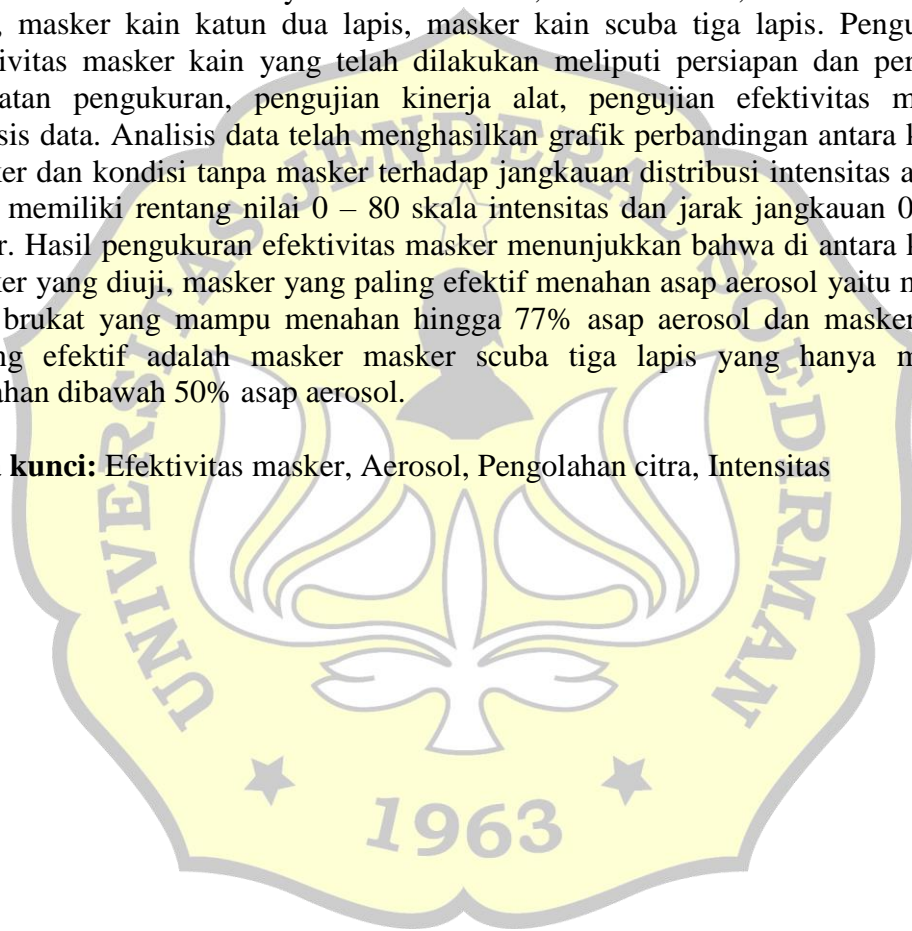 , masker kain katun dua lapis, masker kain scuba tiga lapis. Pengu
ivitas masker kain yang telah dilakukan meliputi persiapan dan per
atan pengukuran, pengujian kinerja alat, pengujian efektivitas m
sis data. Analisis data telah menghasilkan grafik perbandingan antara k
ker dan kondisi tanpa masker terhadap jangkauan distribusi intensitas a
memiliki rentang nilai 0 – 80 skala intensitas dan jarak jangkauan 0
r. Hasil pengukuran efektivitas masker menunjukkan bahwa di antara k
ker yang diuji, masker yang paling efektif menahan asap aerosol yaitu m
brukat yang mampu menahan hingga 77% asap aerosol dan masker
ng efektif adalah masker masker scuba tiga lapis yang hanya m
ahan dibawah 50% asap aerosol.
kunci: Efektivitas masker, Aerosol, Pengolahan citra, Intensitas
UNIVERSITAS JENDERAL SOEDIRMAN
1963